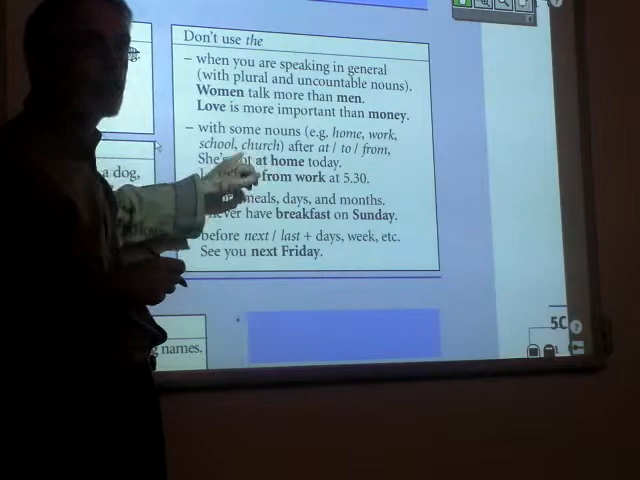 Don't use the
– when you are speaking in general
(with plural and uncountable nouns).
Women talk more than men.
Love is more important than money.
– with some nouns (e.g. home, work,
school, church) after at / to / from,
She's at home today.
from work at 5.30.
meals, days, and months.
never have breakfast on Sunday.
before next / last + days, week, etc.
See you next Friday.
a dog,
names.
5C